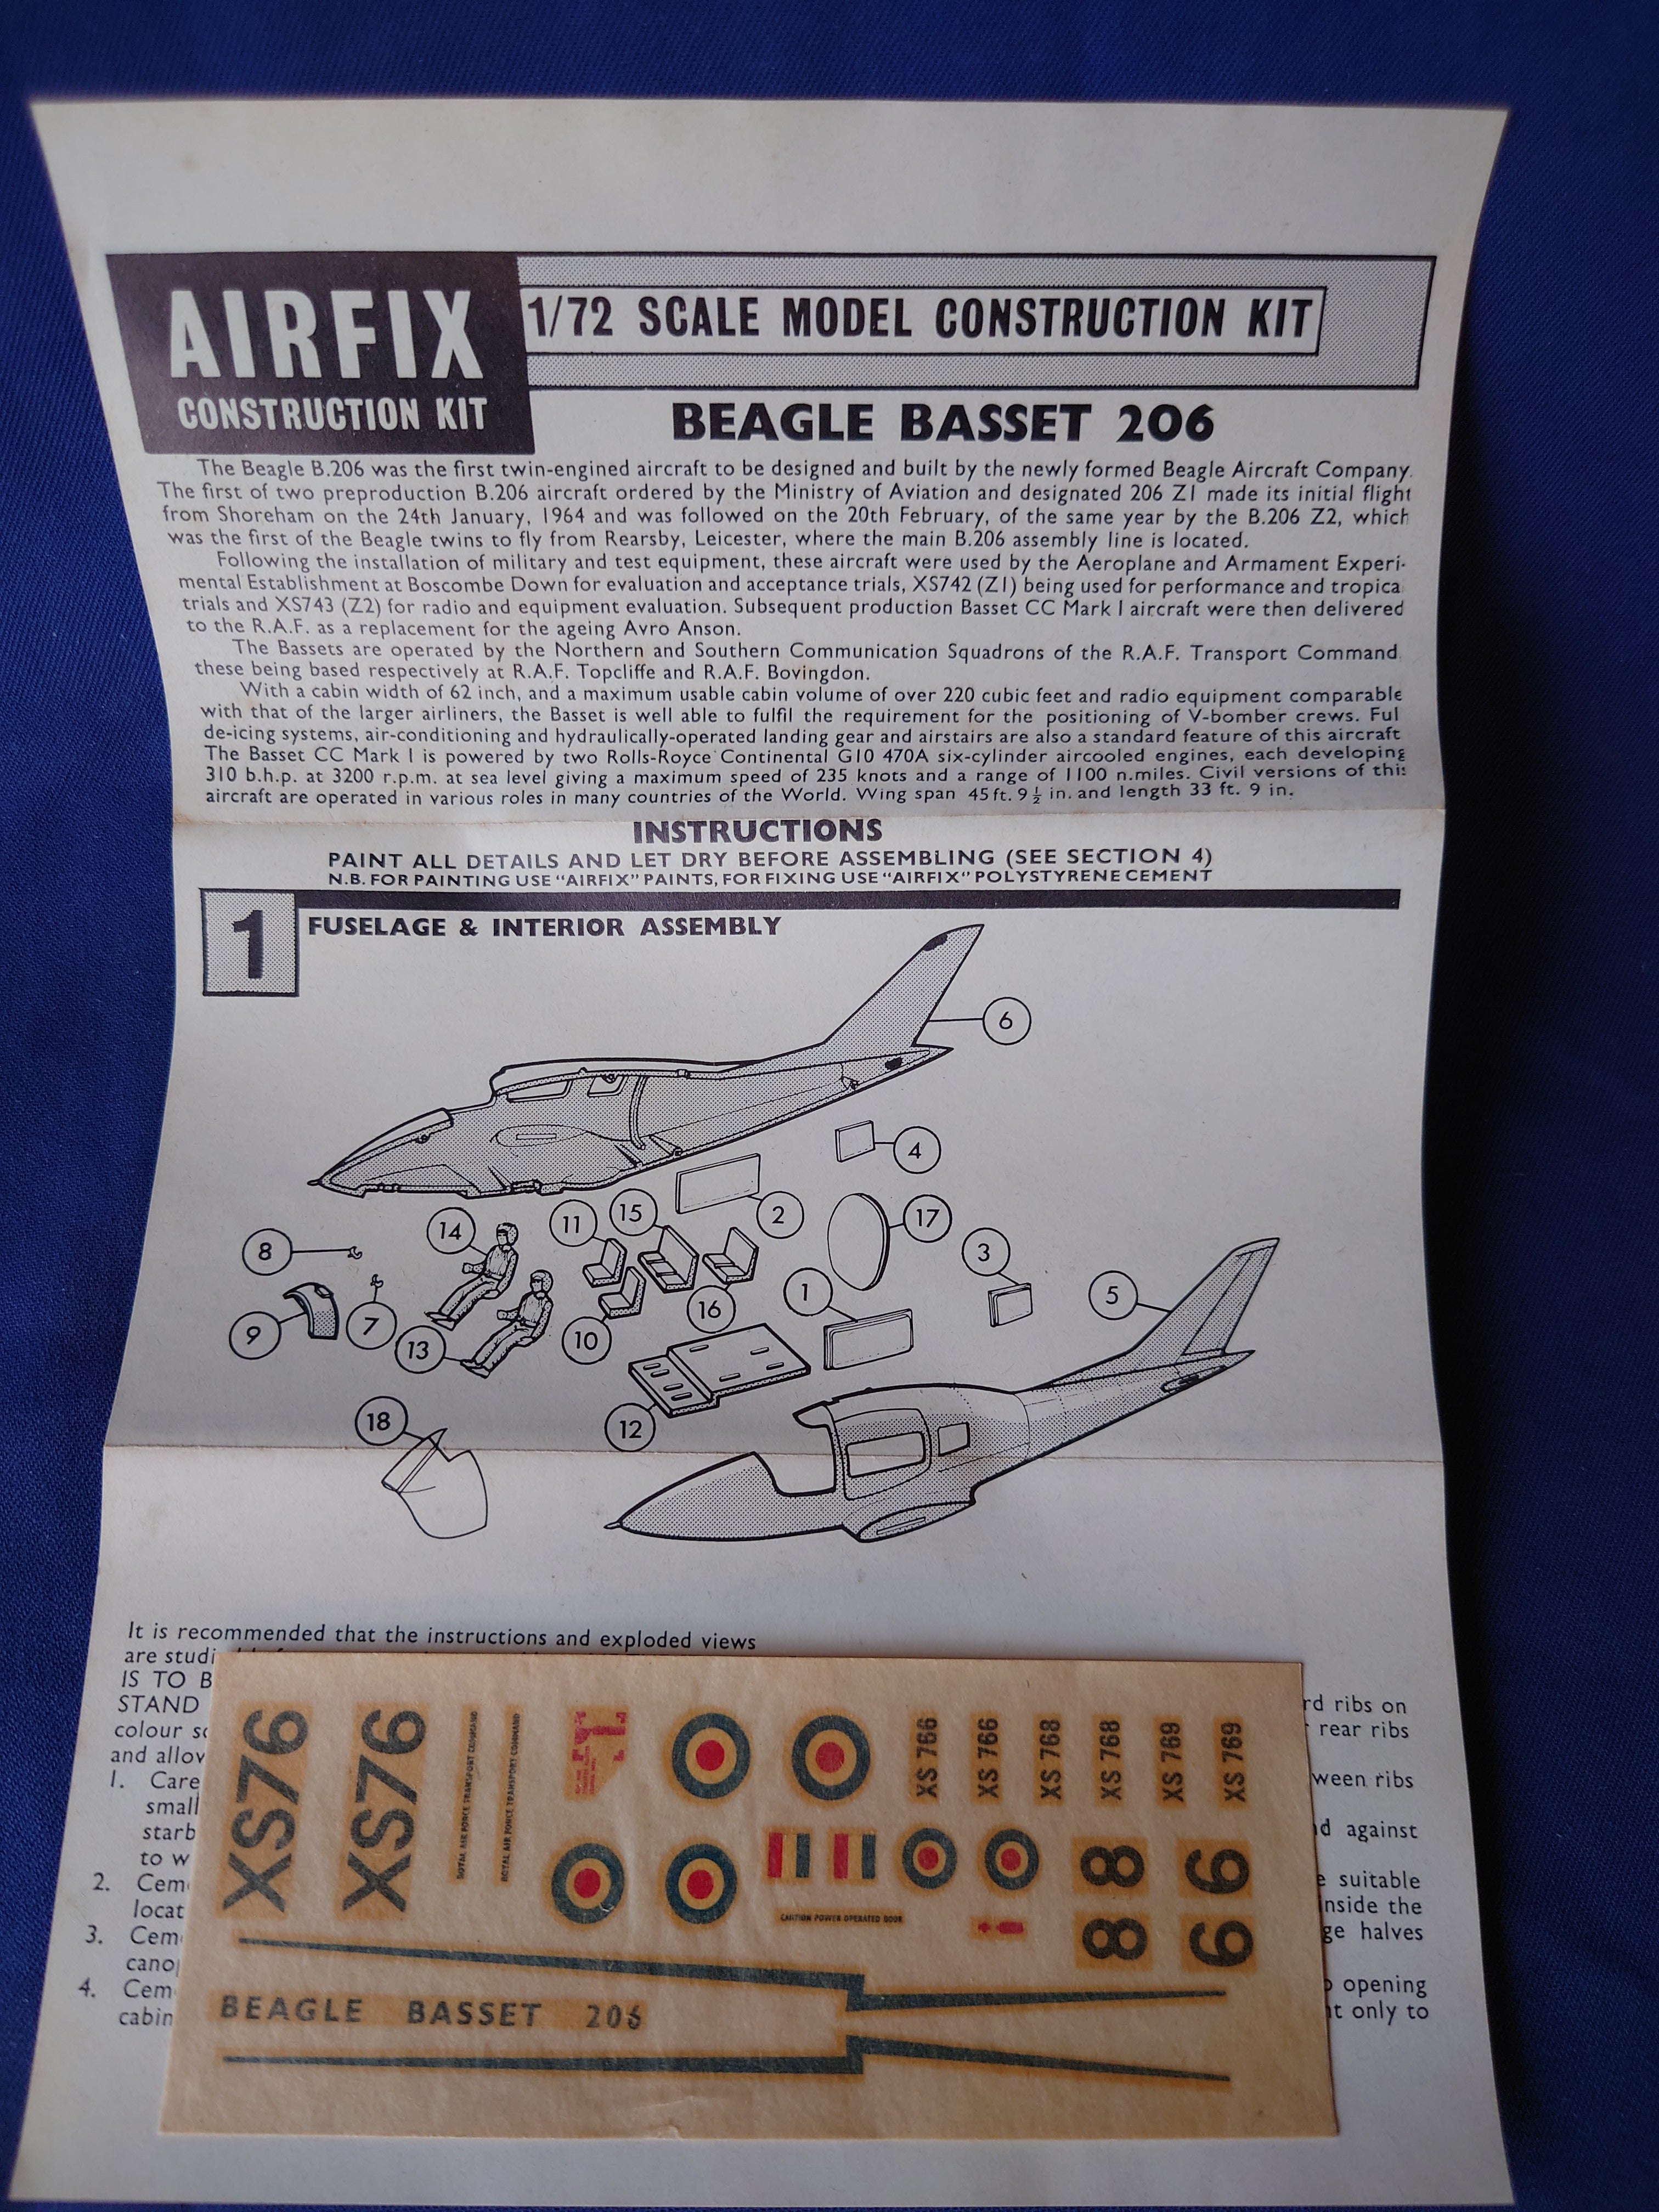 AIRFIX
CONSTRUCTION KIT
1/72 SCALE MODEL CONSTRUCTION KIT
BEAGLE BASSET 206
The Beagle B.206 was the first twin-engined aircraft to be designed and built by the newly formed Beagle Aircraft Company.
The first of two preproduction B.206 aircraft ordered by the Ministry of Aviation and designated 206 Z1 made its initial flight
from Shoreham on the 24th January, 1964 and was followed on the 20th February, of the same year by the B.206 Z2, which
was the first of the Beagle twins to fly from Rearsby, Leicester, where the main B.206 assembly line is located.
Following the installation of military and test equipment, these aircraft were used by the Aeroplane and Armament Experi-
mental Establishment at Boscombe Down for evaluation and acceptance trials, XS742 (Z1) being used for performance and tropica
trials and XS743 (Z2) for radio and equipment evaluation. Subsequent production Basset CC Mark I aircraft were then delivered
to the R.A.F. as a replacement for the ageing Avro Anson.
The Bassets are operated by the Northern and Southern Communication Squadrons of the R.A.F. Transport Command
these being based respectively at R.A.F. Topcliffe and R.A.F. Bovingdon.
With a cabin width of 62 inch, and a maximum usable cabin volume of over 220 cubic feet and radio equipment comparable
with that of the larger airliners, the Basset is well able to fulfil the requirement for the positioning of V-bomber crews. Ful
de-icing systems, air-conditioning and hydraulically-operated landing gear and airstairs are also a standard feature of this aircraft
The Basset CC Mark I is powered by two Rolls-Royce Continental G10 470A six-cylinder aircooled engines, each developing
310 b.h.p. at 3200 r.p.m. at sea level giving a maximum speed of 235 knots and a range of 1100 n.miles. Civil versions of this
aircraft are operated in various roles in many countries of the World. Wing span 45 ft. 9½ in. and length 33 ft. 9 in.
INSTRUCTIONS
PAINT ALL DETAILS AND LET DRY BEFORE ASSEMBLING (SEE SECTION 4)
N.B. FOR PAINTING USE "AIRFIX" PAINTS, FOR FIXING USE "AIRFIX" POLYSTYRENE CEMENT
1 FUSELAGE & INTERIOR ASSEMBLY
6
4
14 11 15 2 17
8 3
9 7 13 10 16 1 5
18 12
It is recommended that the instructions and exploded views
are studi
IS TO B
STAND rd ribs on
colour sc rear ribs
and allov
1. Care ween ribs
small
starb d against
to w
2. Cem suitable
locat inside the
3. Cem ge halves
cano
4. Cem opening
cabin t only to
XS76
XS76
ROYAL AIR FORCE TRANSPORT COMMAND
ROYAL AIR FORCE TRANSPORT COMMAND
XS 766
XS 766
XS 768
XS 768
XS 769
XS 769
8 9
8 9
CAUTION POWER OPERATED DOOR
BEAGLE BASSET 206